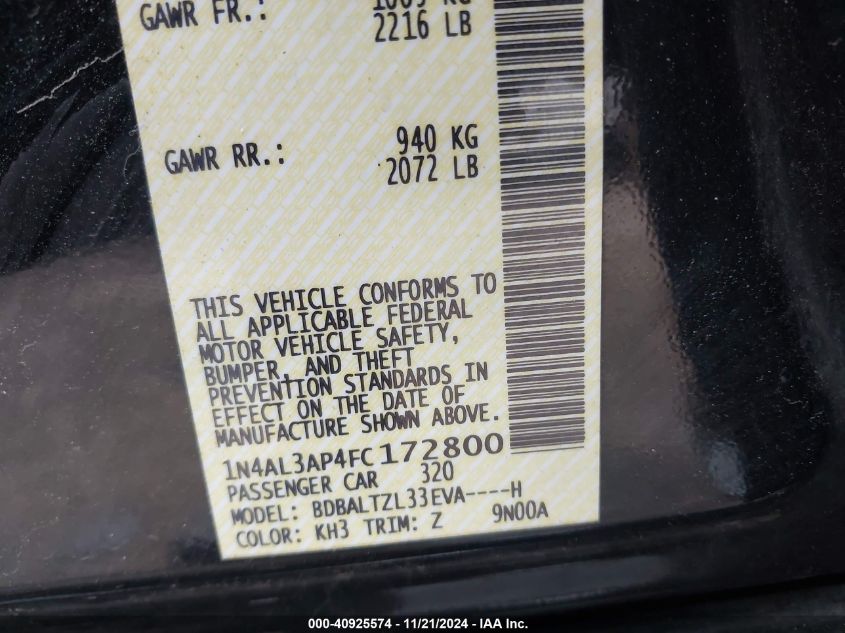 GAWR FR.:
2216 LB
GAWR RR.: 940 KG
2072 LB
THIS VEHICLE CONFORMS TO
ALL APPLICABLE FEDERAL
MOTOR VEHICLE SAFETY,
BUMPER, AND THEFT
PREVENTION STANDARDS IN
EFFECT ON THE DATE OF
MANUFACTURE SHOWN ABOVE.
1N4AL3AP4FC172800
PASSENGER CAR 320
MODEL: BDBALTZL33EVA----H
COLOR: KH3 TRIM: Z 9N00A
000-40925574 - 11/21/2024 - IAA Inc.